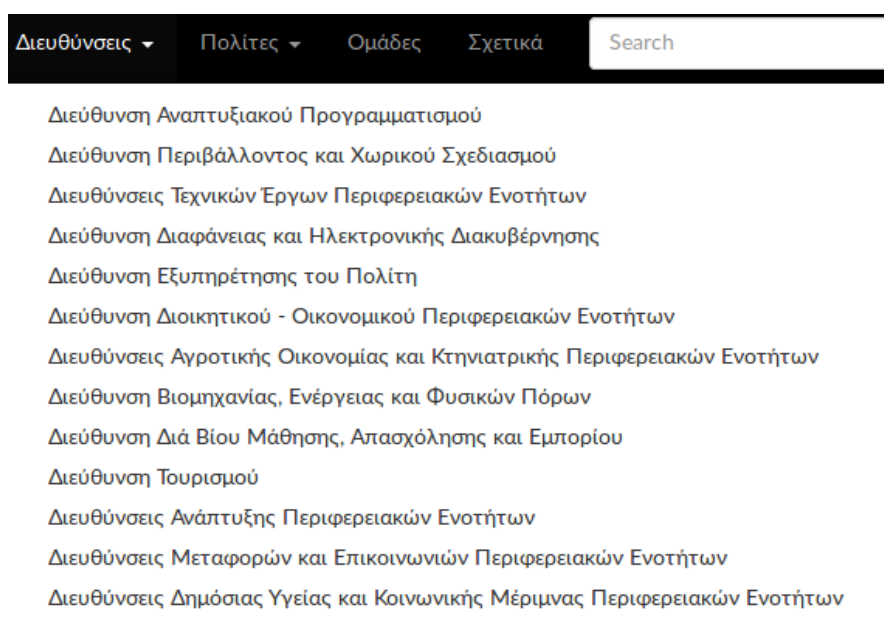 Διευθύνσεις Πολίτες Ομάδες Σχετικά Search
Διεύθυνση Αναπτυξιακού Προγραμματισμού
Διεύθυνση Περιβάλλοντος και Χωρικού Σχεδιασμού
Διευθύνσεις Τεχνικών Έργων Περιφερειακών Ενοτήτων
Διεύθυνση Διαφάνειας και Ηλεκτρονικής Διακυβέρνησης
Διεύθυνση Εξυπηρέτησης του Πολίτη
Διεύθυνση Διοικητικού - Οικονομικού Περιφερειακών Ενοτήτων
Διευθύνσεις Αγροτικής Οικονομίας και Κτηνιατρικής Περιφερειακών Ενοτήτων
Διεύθυνση Βιομηχανίας, Ενέργειας και Φυσικών Πόρων
Διεύθυνση Διά Βίου Μάθησης, Απασχόλησης και Εμπορίου
Διεύθυνση Τουρισμού
Διευθύνσεις Ανάπτυξης Περιφερειακών Ενοτήτων
Διευθύνσεις Μεταφορών και Επικοινωνιών Περιφερειακών Ενοτήτων
Διευθύνσεις Δημόσιας Υγείας και Κοινωνικής Μέριμνας Περιφερειακών Ενοτήτων